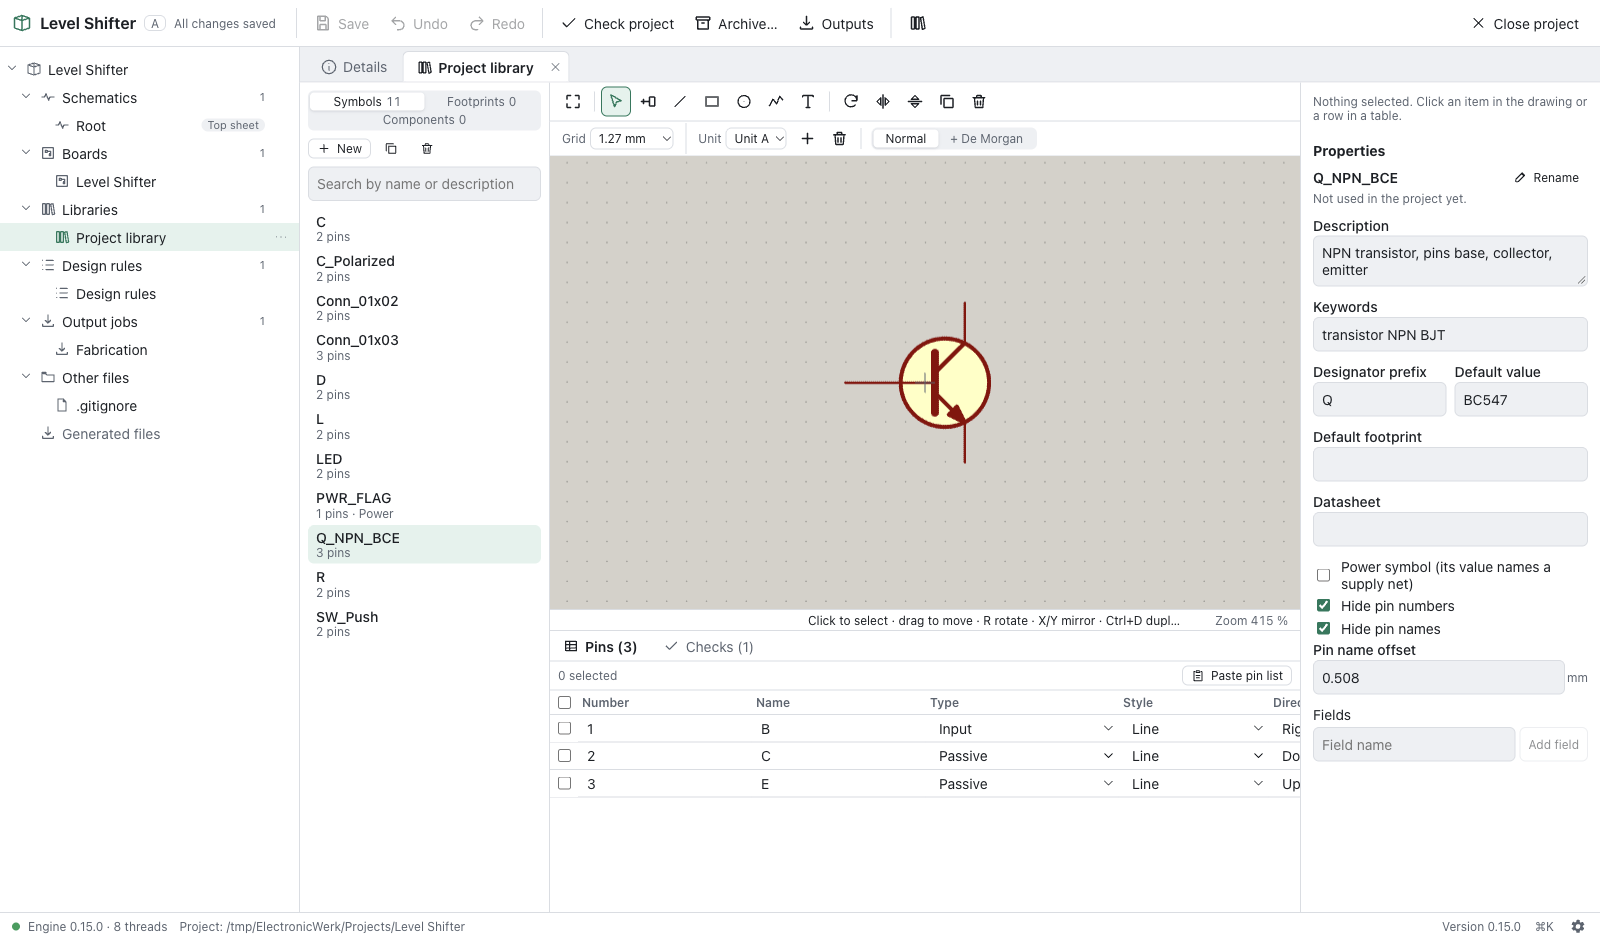 Level Shifter A All changes saved Save Undo Redo Check project Archive... Outputs Close project
Level Shifter
Schematics 1
Root Top sheet
Boards 1
Level Shifter
Libraries 1
Project library ...
Design rules 1
Design rules
Output jobs 1
Fabrication
Other files
.gitignore
Generated files
Details Project library
Symbols 11 Footprints 0
Components 0
New
Search by name or description
C
2 pins
C_Polarized
2 pins
Conn_01x02
2 pins
Conn_01x03
3 pins
D
2 pins
L
2 pins
LED
2 pins
PWR_FLAG
1 pins · Power
Q_NPN_BCE
3 pins
R
2 pins
SW_Push
2 pins
Grid 1.27 mm Unit Unit A Normal + De Morgan
Click to select · drag to move · R rotate · X/Y mirror · Ctrl+D dupl... Zoom 415 %
Pins (3) Checks (1)
0 selected Paste pin list
Number Name Type Style Direc
1 B Input Line Rig
2 C Passive Line Do
3 E Passive Line Up
Nothing selected. Click an item in the drawing or
a row in a table.
Properties
Q_NPN_BCE Rename
Not used in the project yet.
Description
NPN transistor, pins base, collector,
emitter
Keywords
transistor NPN BJT
Designator prefix Default value
Q BC547
Default footprint
Datasheet
Power symbol (its value names a
supply net)
Hide pin numbers
Hide pin names
Pin name offset
0.508 mm
Fields
Field name Add field
Engine 0.15.0 · 8 threads Project: /tmp/ElectronicWerk/Projects/Level Shifter Version 0.15.0 ⌘K